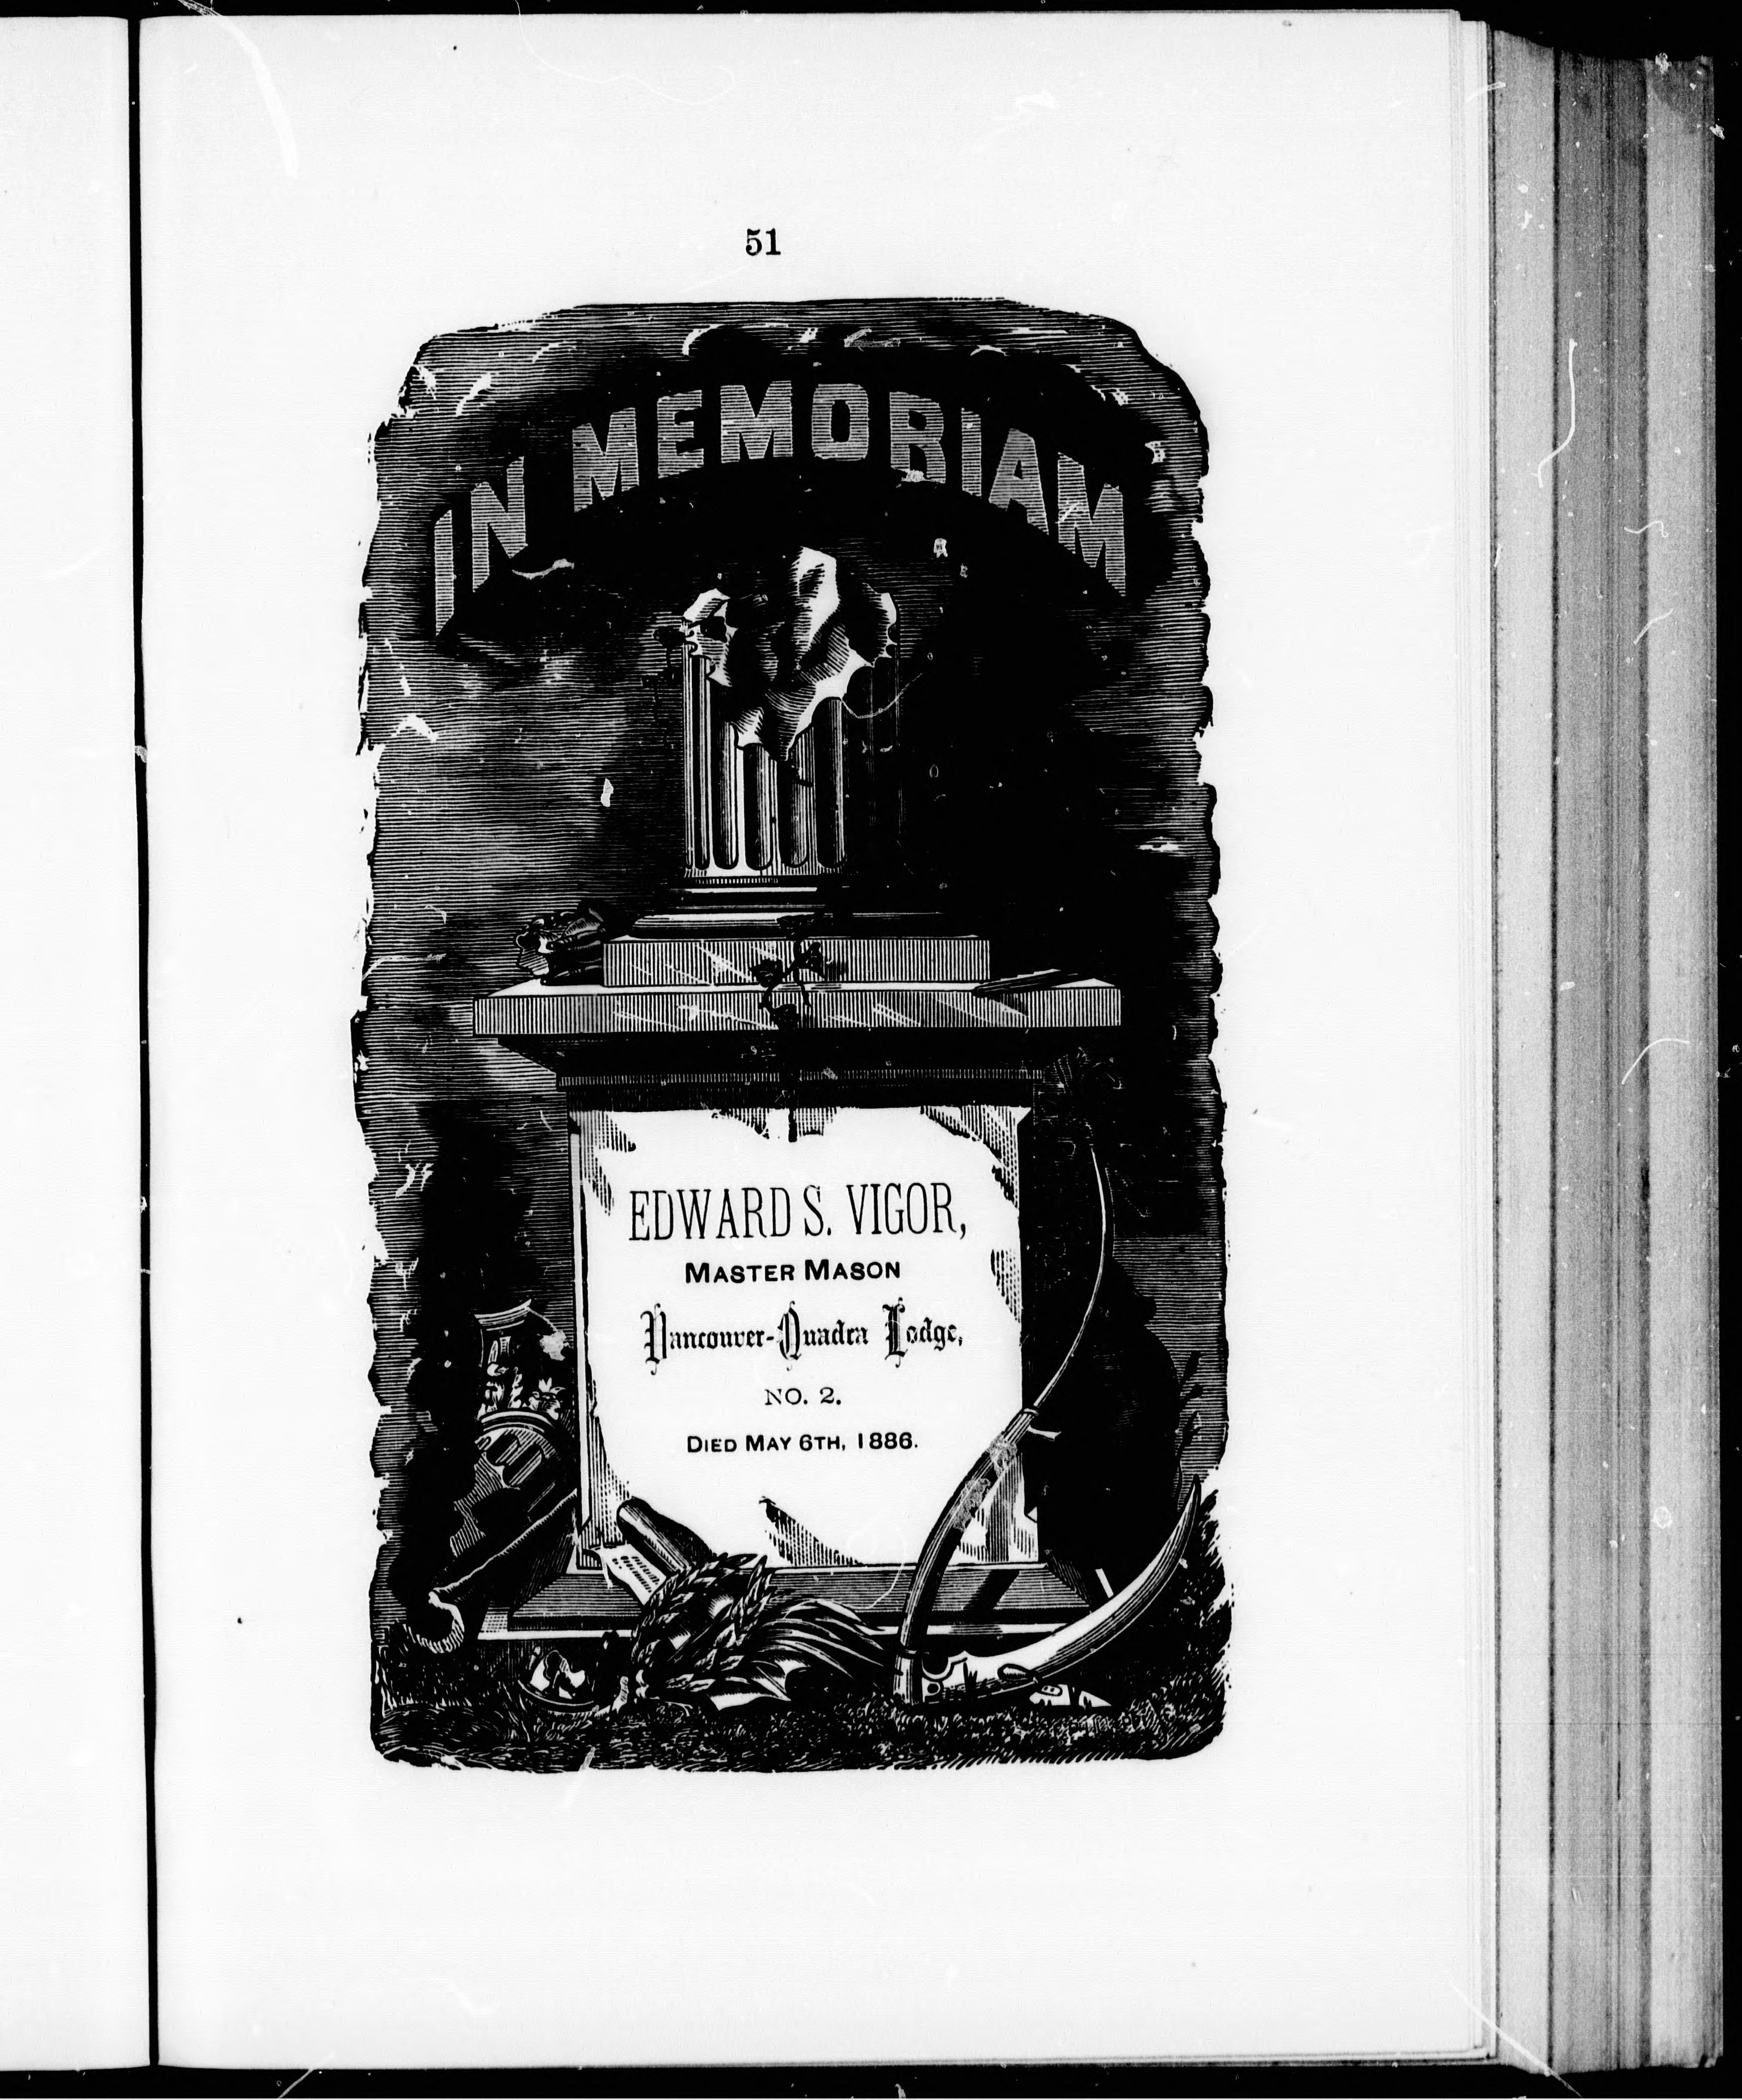 51
IN MEMORIAM
EDWARD S. VIGOR,
MASTER MASON
Vancouver-Quadra Lodge,
NO. 2.
DIED MAY 6TH, 1886.